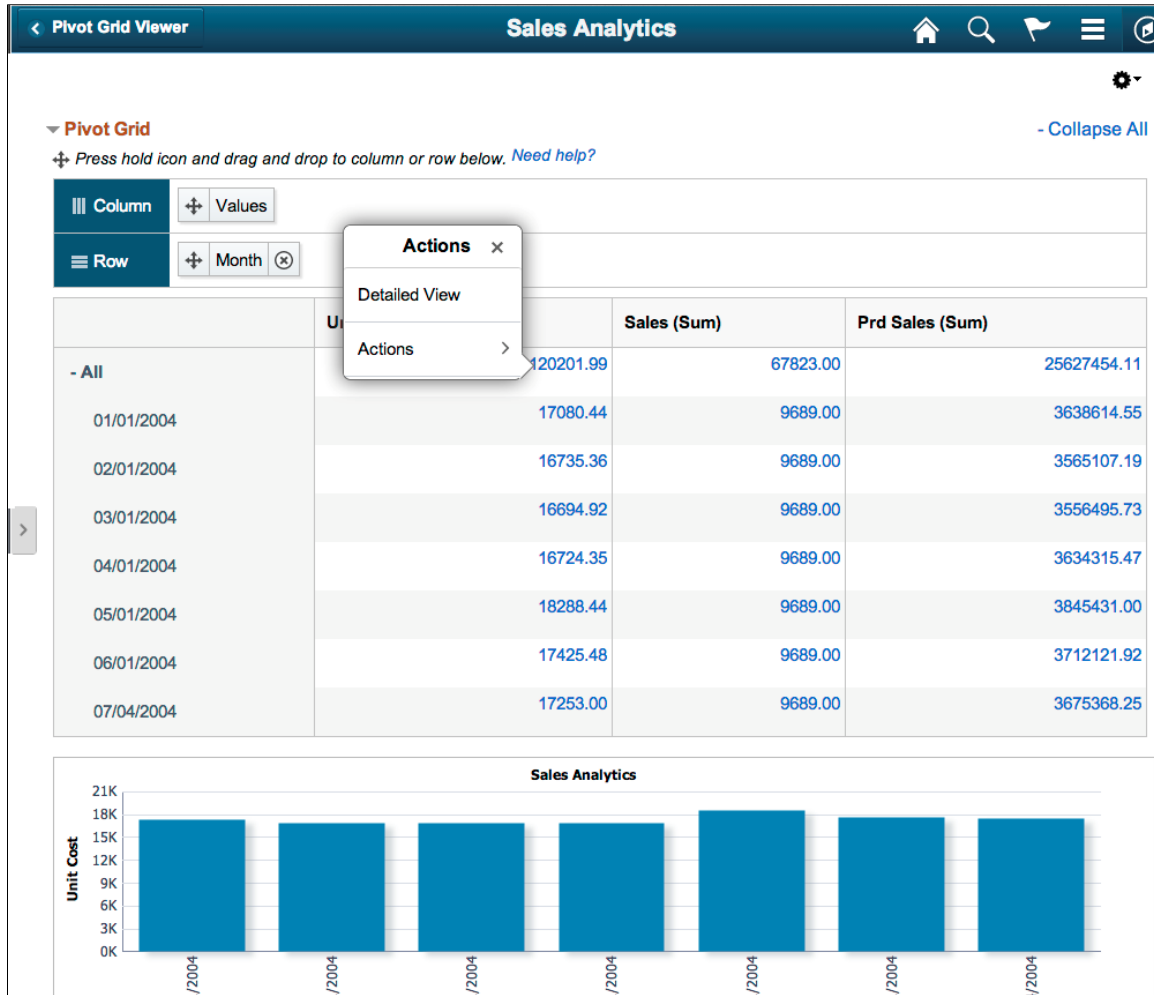 Pivot Grid Viewer
Sales Analytics
Pivot Grid
- Collapse All
Press hold icon and drag and drop to column or row below. Need help?
Column Values
Row Month
Actions
Detailed View
Actions
Sales (Sum) Prd Sales (Sum)
- All 120201.99 67823.00 25627454.11
01/01/2004 17080.44 9689.00 3638614.55
02/01/2004 16735.36 9689.00 3565107.19
03/01/2004 16694.92 9689.00 3556495.73
04/01/2004 16724.35 9689.00 3634315.47
05/01/2004 18288.44 9689.00 3845431.00
06/01/2004 17425.48 9689.00 3712121.92
07/04/2004 17253.00 9689.00 3675368.25
Sales Analytics
Unit Cost
21K
18K
15K
12K
9K
6K
3K
0K
/2004 /2004 /2004 /2004 /2004 /2004 /2004